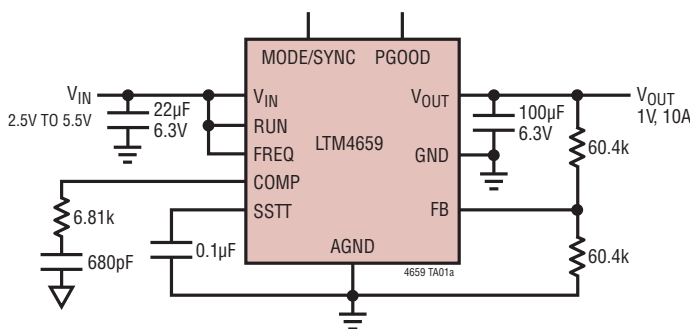 MODE/SYNC PGOOD
VIN
2.5V TO 5.5V
22µF
6.3V
VIN
RUN
FREQ
COMP
SSTT
LTM4659
VOUT
GND
FB
AGND
100µF
6.3V
VOUT
1V, 10A
60.4k
60.4k
6.81k
680pF
0.1µF
4659 TA01a